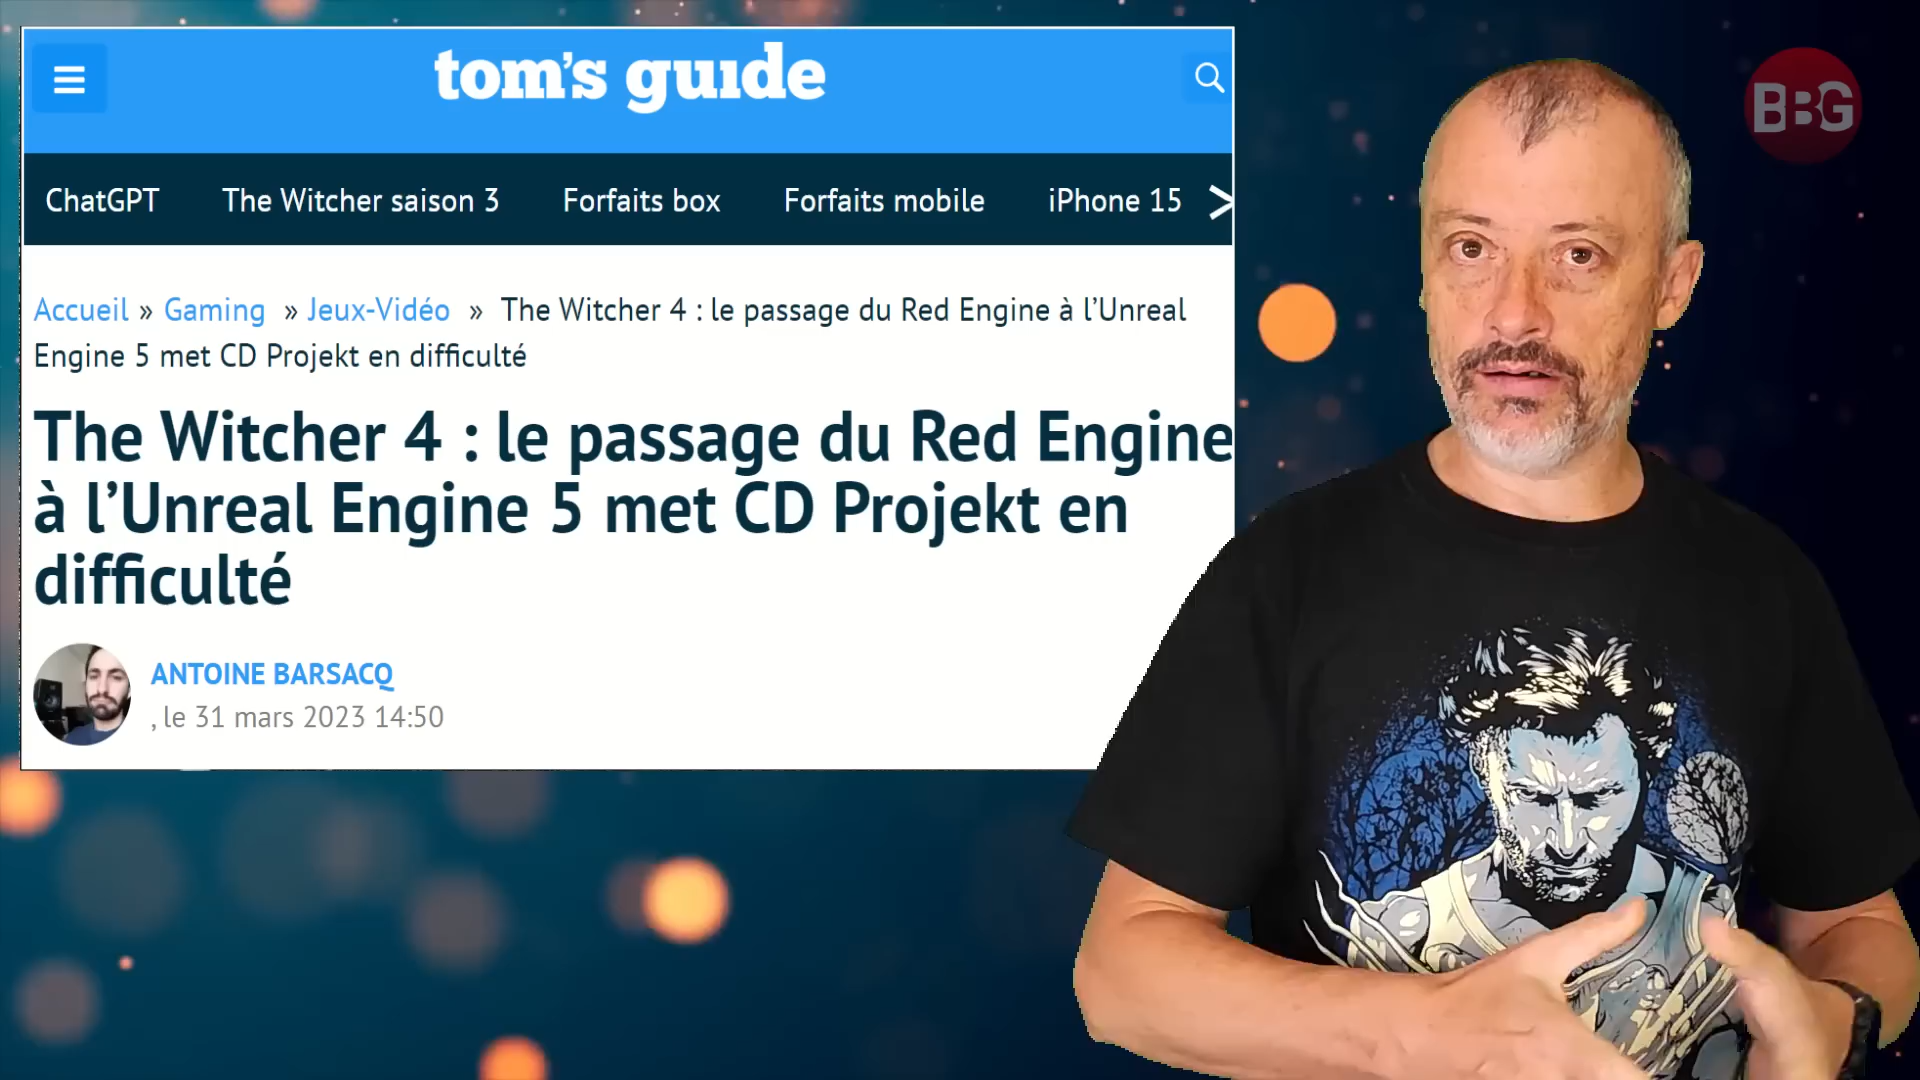 tom's guide
BBG
ChatGPT The Witcher saison 3 Forfaits box Forfaits mobile iPhone 15
Accueil » Gaming » Jeux-Vidéo » The Witcher 4 : le passage du Red Engine à l’Unreal
Engine 5 met CD Projekt en difficulté
The Witcher 4 : le passage du Red Engine
à l’Unreal Engine 5 met CD Projekt en
difficulté
ANTOINE BARSACQ
, le 31 mars 2023 14:50